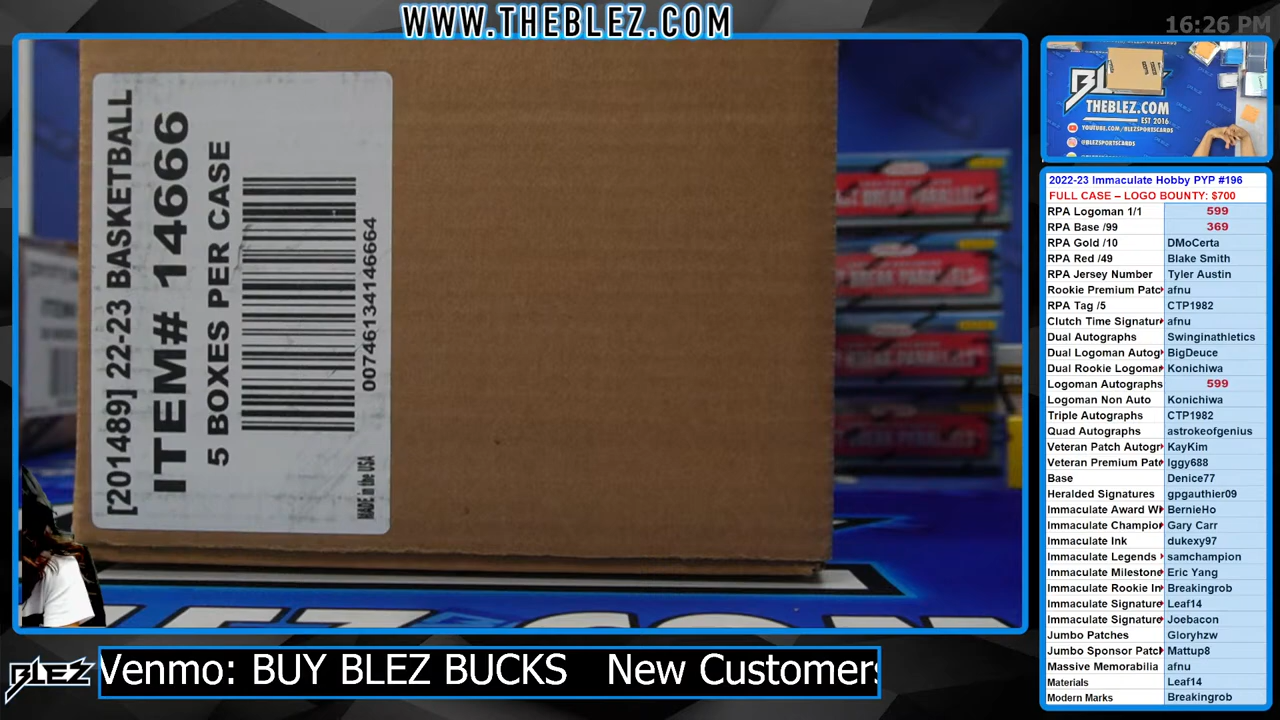 WWW.THEBLEZ.COM
16:26 PM
[201489] 22-23 BASKETBALL
ITEM# 14666
5 BOXES PER CASE
00746134146664
MADE in the USA
THEBLEZ.COM
EST 2016
YOUTUBE.COM/BLEZSPORTSCARDS
@BLEZSPORTSCARDS
2022-23 Immaculate Hobby PYP #196
FULL CASE – LOGO BOUNTY: $700
RPA Logoman 1/1 599
RPA Base /99 369
RPA Gold /10 DMoCerta
RPA Red /49 Blake Smith
RPA Jersey Number Tyler Austin
Rookie Premium Patc afnu
RPA Tag /5 CTP1982
Clutch Time Signatur afnu
Dual Autographs Swinginathletics
Dual Logoman Autog BigDeuce
Dual Rookie Logoman Konichiwa
Logoman Autographs 599
Logoman Non Auto Konichiwa
Triple Autographs CTP1982
Quad Autographs astrokeofgenius
Veteran Patch Autogr KayKim
Veteran Premium Patc Iggy688
Base Denice77
Heralded Signatures gpgauthier09
Immaculate Award Wi BernieHo
Immaculate Champio Gary Carr
Immaculate Ink dukexy97
Immaculate Legends samchampion
Immaculate Milestone Eric Yang
Immaculate Rookie In Breakingrob
Immaculate Signature Leaf14
Immaculate Signature Joebacon
Jumbo Patches Gloryhzw
Jumbo Sponsor Patch Mattup8
Massive Memorabilia afnu
Materials Leaf14
Modern Marks Breakingrob
BLEZ
Venmo: BUY BLEZ BUCKS New Customers